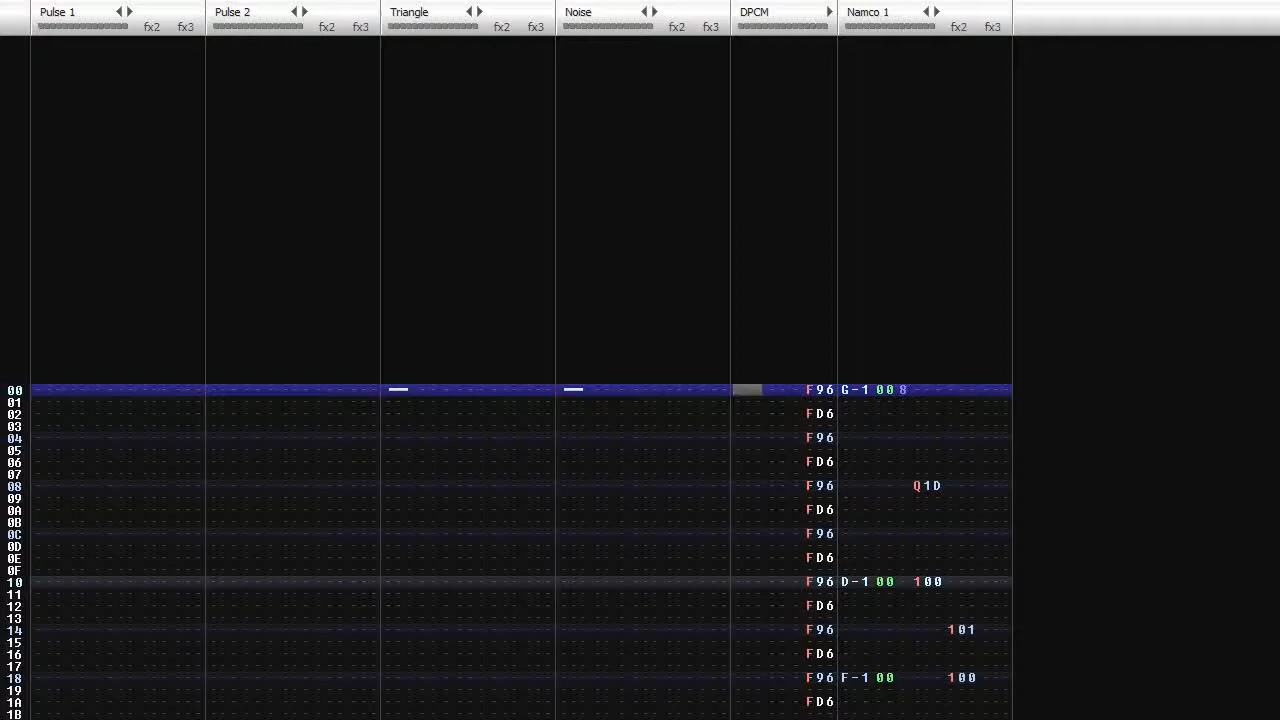 Pulse 1 Pulse 2 Triangle Noise DPCM Namco 1
fx2 fx3 fx2 fx3 fx2 fx3 fx2 fx3 fx2 fx3
00 F96 G-1 00 8
01
02 FD6
03
04 F96
05
06 FD6
07
08 F96 Q1D
09
0A FD6
0B
0C F96
0D
0E FD6
0F
10 F96 D-1 00 100
11
12 FD6
13
14 F96 101
15
16 FD6
17
18 F96 F-1 00 100
19
1A FD6
1B